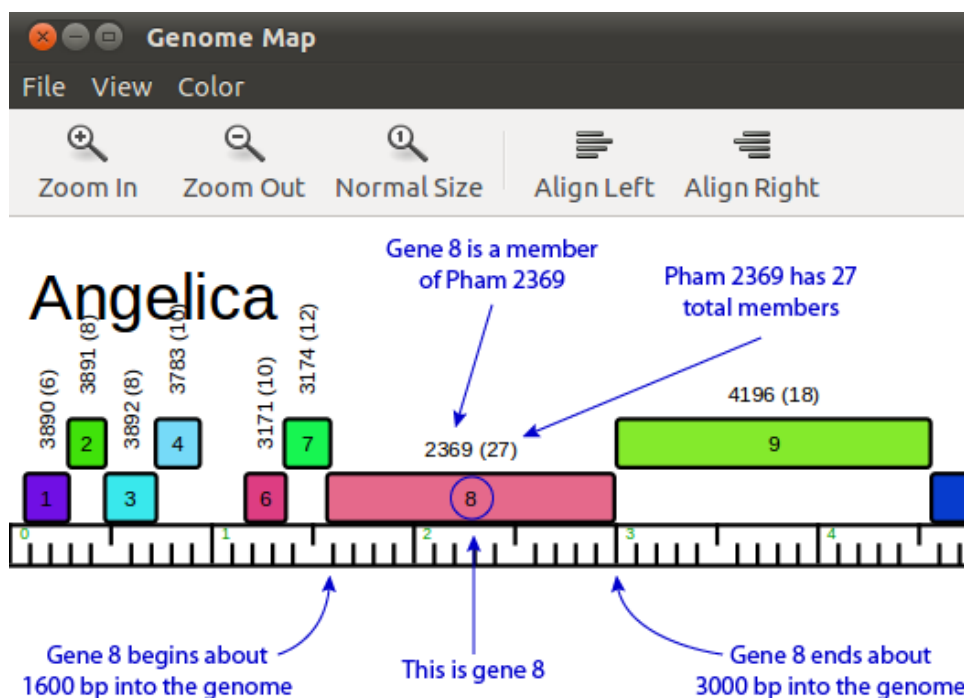 Genome Map
File View Color
Zoom In Zoom Out Normal Size Align Left Align Right
Gene 8 is a member
of Pham 2369
Pham 2369 has 27
total members
Angelica
3890 (6)
3891 (8)
3892 (8)
3783 (10)
3171 (10)
3174 (12)
2369 (27)
4196 (18)
2 4 7 9
1 3 6 8
0 1 2 3 4
Gene 8 begins about
1600 bp into the genome
This is gene 8
Gene 8 ends about
3000 bp into the genome